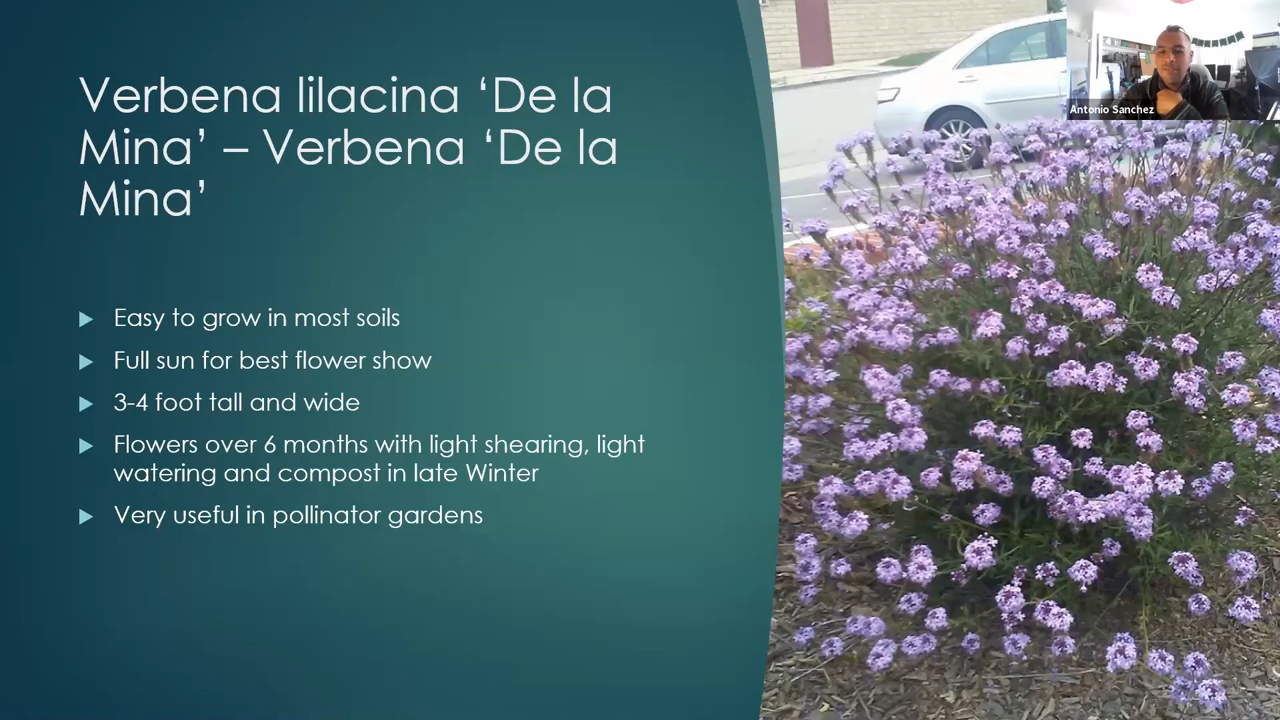 Verbena lilacina ‘De la
Mina’ – Verbena ‘De la
Mina’
Easy to grow in most soils
Full sun for best flower show
3-4 foot tall and wide
Flowers over 6 months with light shearing, light
watering and compost in late Winter
Very useful in pollinator gardens
Antonio Sanchez